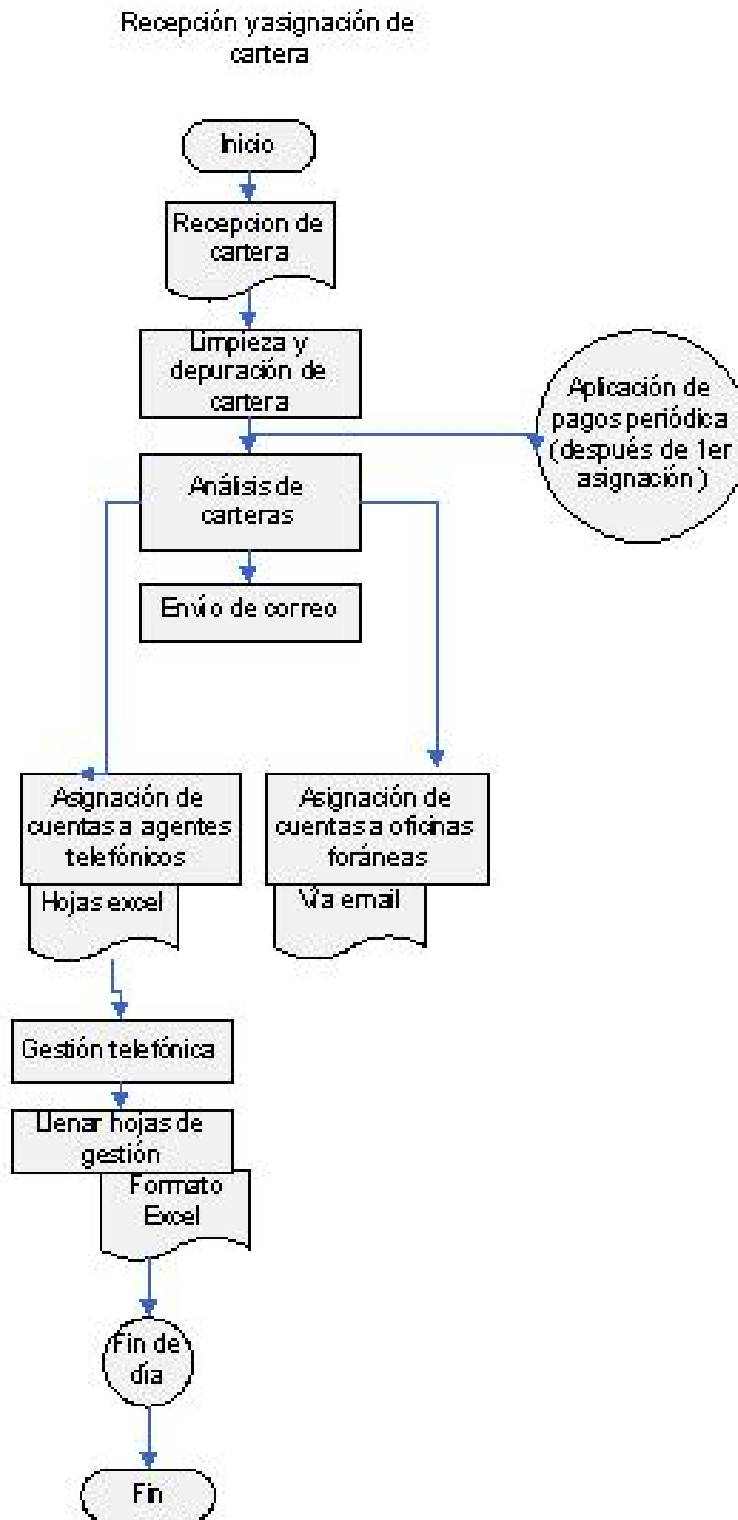 Recepción y asignación de
cartera
Inicio
Recepcion de
cartera
Limpieza y
depuración de
cartera
Aplicación de
pagos periódica
(después de 1er
asignación )
Análisis de
carteras
Envío de correo
Asignación de
cuentas a agentes
telefónicos
Hojas excel
Asignación de
cuentas a oficinas
foráneas
Vía email
Gestión telefónica
Llenar hojas de
gestión
Formato
Excel
Fin de
día
Fin